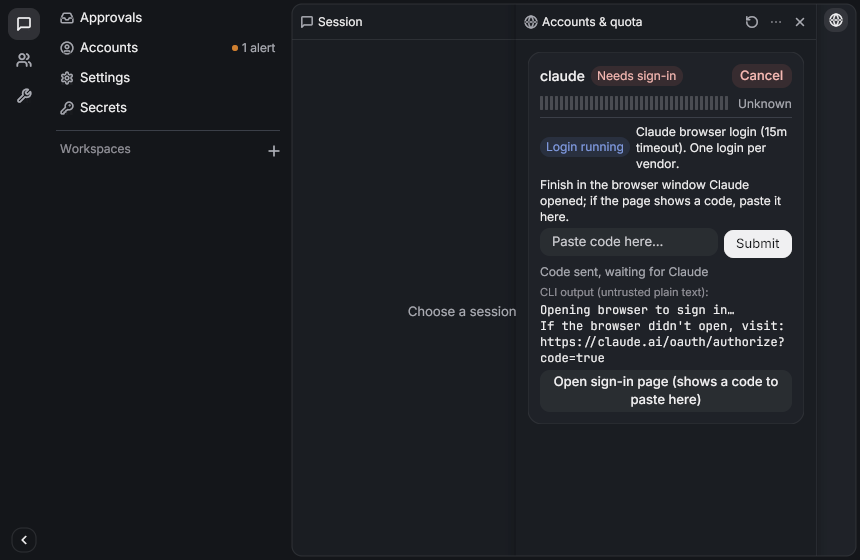 Approvals
Accounts
1 alert
Settings
Secrets
Workspaces
Session
Choose a session
Accounts & quota
claude
Needs sign-in
Cancel
Unknown
Login running
Claude browser login (15m
timeout). One login per
vendor.
Finish in the browser window Claude
opened; if the page shows a code, paste it
here.
Paste code here...
Submit
Code sent, waiting for Claude
CLI output (untrusted plain text):
Opening browser to sign in…
If the browser didn't open, visit:
https://claude.ai/oauth/authorize?
code=true
Open sign-in page (shows a code to
paste here)